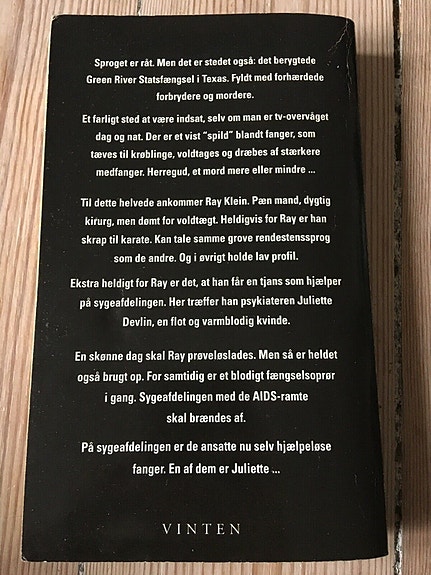 Sproget er råt. Men det er stedet også: det berygtede
Green River Statsfængsel i Texas. Fyldt med forhærdede
forbrydere og mordere.
Et farligt sted at være indsat, selv om man er tv-overvåget
dag og nat. Der er et vist “spild” blandt fanger, som
tæves til krøblinge, voldtages og dræbes af stærkere
medfanger. Herregud, et mord mere eller mindre ...
Til dette helvede ankommer Ray Klein. Pæn mand, dygtig
kirurg, men dømt for voldtægt. Heldigvis for Ray er han
skrap til karate. Kan tale samme grove rendestenssprog
som de andre. Og i øvrigt holde lav profil.
Ekstra heldigt for Ray er det, at han får en tjans som hjælper
på sygeafdelingen. Her træffer han psykiateren Juliette
Devlin, en flot og varmblodig kvinde.
En skønne dag skal Ray prøveløslades. Men så er heldet
også brugt op. For samtidig er et blodigt fængselsoprør
i gang. Sygeafdelingen med de AIDS-ramte
skal brændes af.
På sygeafdelingen er de ansatte nu selv hjælpeløse
fanger. En af dem er Juliette ...
VINTEN